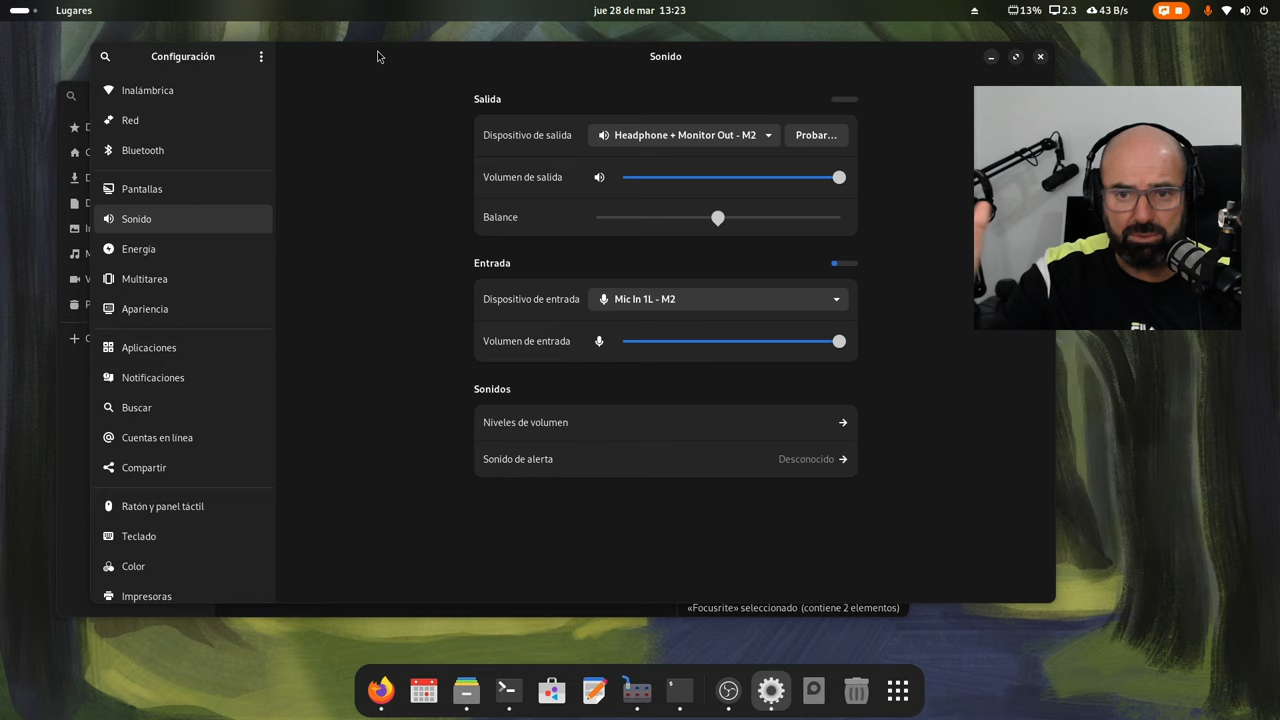 Lugares
jue 28 de mar 13:23
13%
2.3
43 B/s
Configuración
Sonido
Inalámbrica
Red
Bluetooth
Pantallas
Sonido
Energía
Multitarea
Apariencia
Aplicaciones
Notificaciones
Buscar
Cuentas en línea
Compartir
Ratón y panel táctil
Teclado
Color
Impresoras
Salida
Dispositivo de salida
Headphone + Monitor Out - M2
Probar…
Volumen de salida
Balance
Entrada
Dispositivo de entrada
Mic In 1L - M2
Volumen de entrada
Sonidos
Niveles de volumen
Sonido de alerta
Desconocido
«Focusrite» seleccionado (contiene 2 elementos)